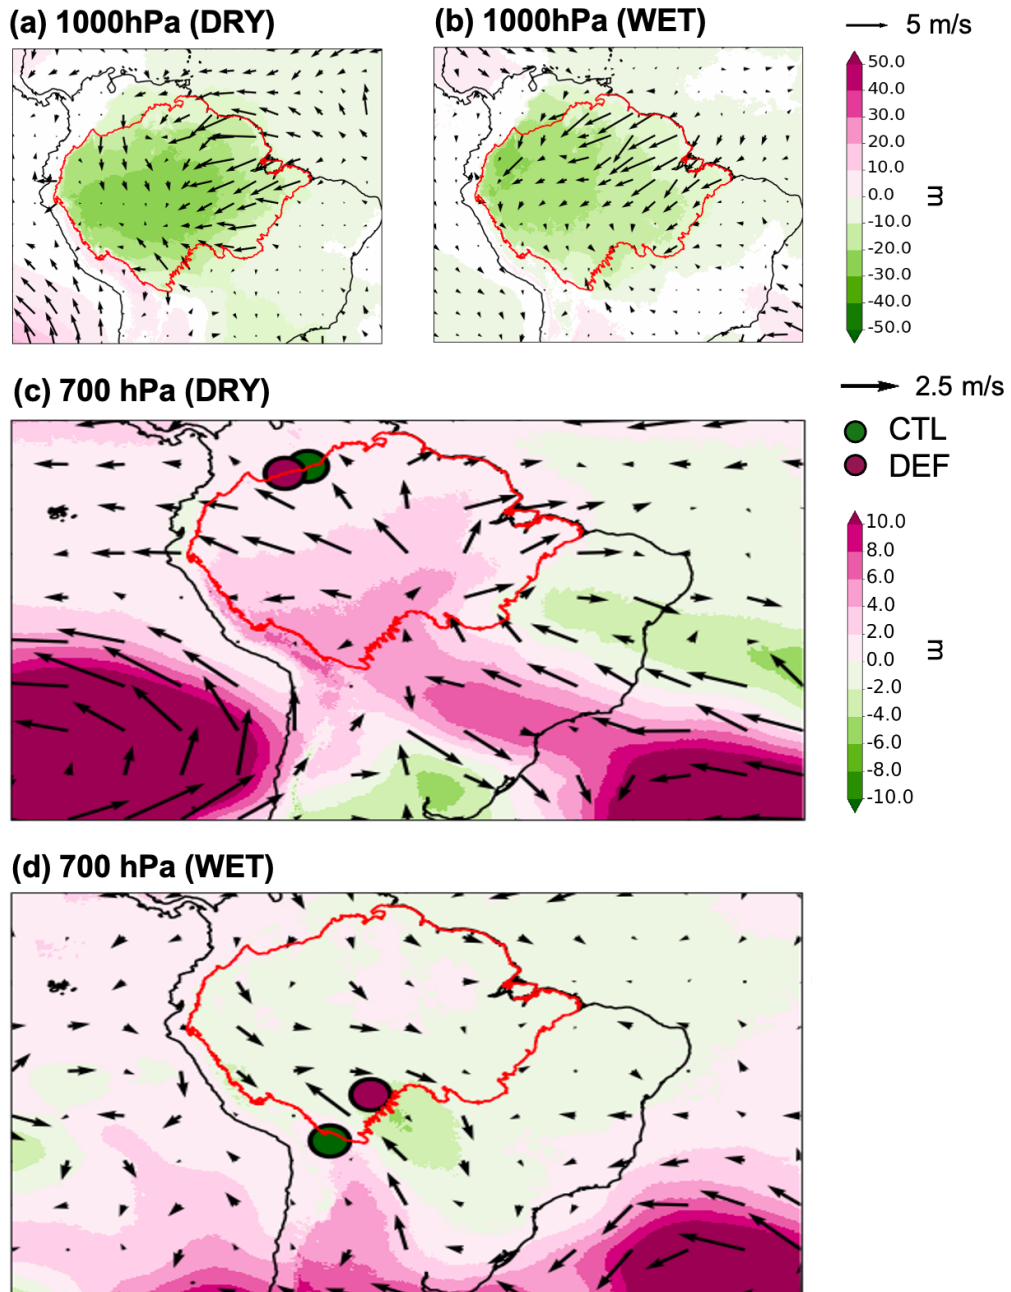 (a) 1000hPa (DRY)
(b) 1000hPa (WET)
5 m/s
50.0
40.0
30.0
20.0
10.0
0.0
-10.0
-20.0
-30.0
-40.0
-50.0
m
(c) 700 hPa (DRY)
2.5 m/s
CTL
DEF
10.0
8.0
6.0
4.0
2.0
0.0
-2.0
-4.0
-6.0
-8.0
-10.0
m
(d) 700 hPa (WET)